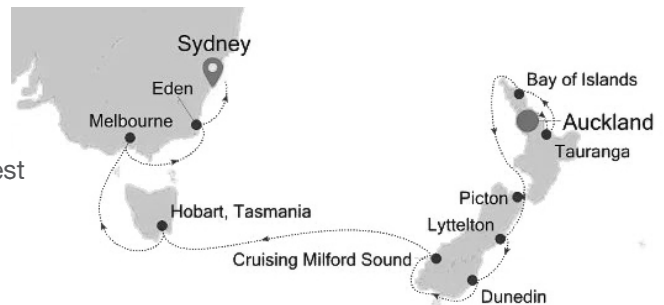 Sydney
Eden
Bay of Islands
Melbourne
Auckland
Tauranga
est
Picton
Hobart, Tasmania
Lyttelton
Cruising Milford Sound
Dunedin